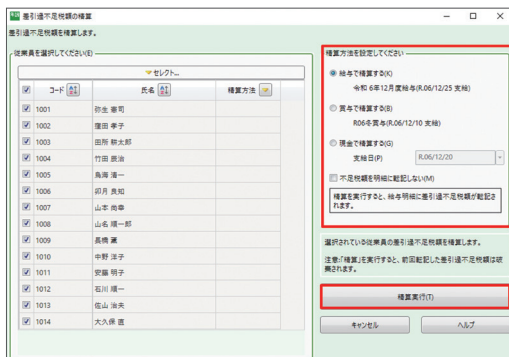 差引過不足税額の精算
差引過不足税額を精算します。
従業員を選択してください(E)
セレクト...
コード 氏名 精算方法
1001 弥生 憲司
1002 窪田 孝子
1003 田所 耕太郎
1004 竹田 辰治
1005 鳥海 清一
1006 卯月 良知
1007 山本 尚幸
1008 山名 順一郎
1009 長橋 薫
1010 中野 洋子
1011 安藤 明子
1012 石川 順一
1013 佐山 治夫
1014 大久保 直
精算方法を設定してください
給与で精算する(K)
令和 6年12月度給与(R.06/12/25 支給)
賞与で精算する(B)
R06冬賞与(R.06/12/10 支給)
現金で精算する(G)
支給日(P) R.06/12/20
不足税額を明細に転記しない(M)
精算を実行すると、給与明細に差引過不足税額が転記さ
れます。
選択されている従業員の差引過不足税額を精算します。
注意:「精算」を実行すると、前回転記した差引過不足税額は破
棄されます。
精算実行(T)
キャンセル ヘルプ